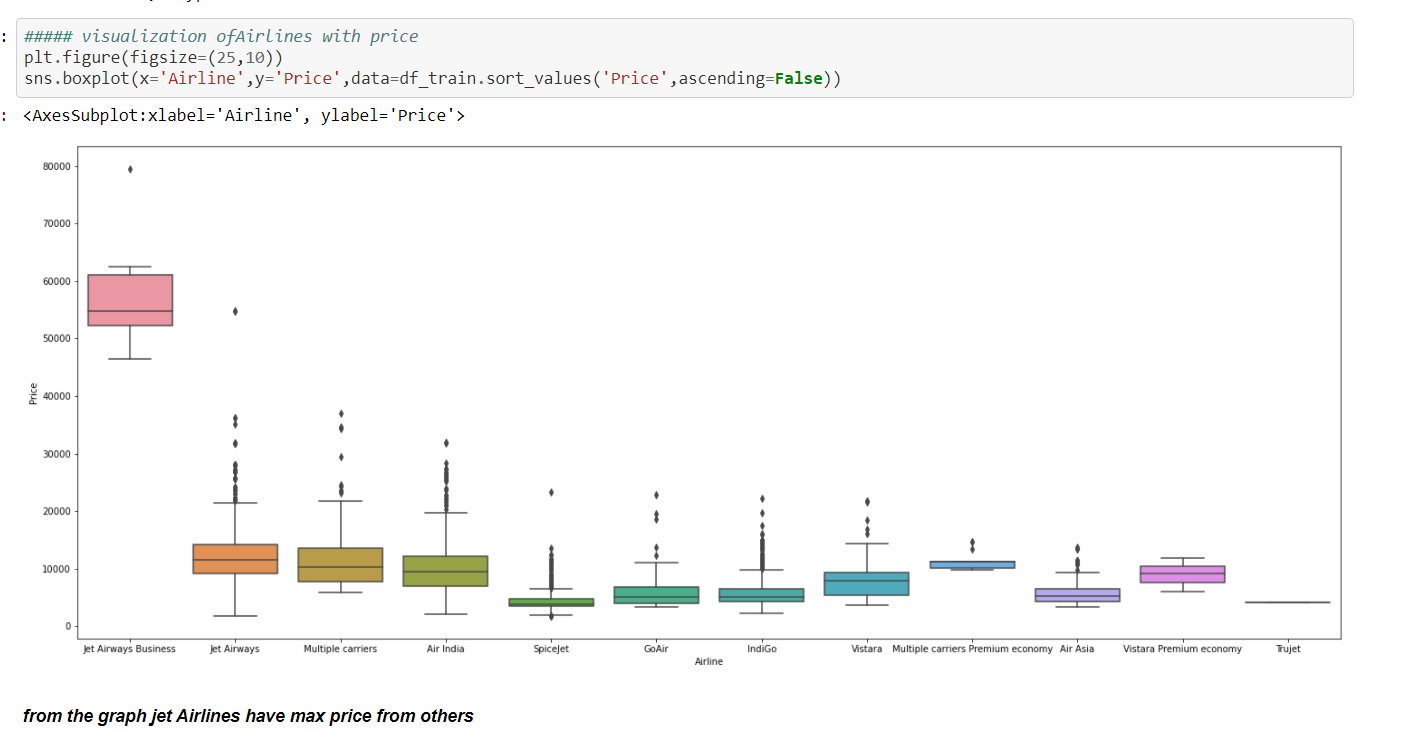 : ##### visualization ofAirlines with price
plt.figure(figsize=(25,10))
sns.boxplot(x='Airline',y='Price',data=df_train.sort_values('Price',ascending=False))
: <AxesSubplot:xlabel='Airline', ylabel='Price'>
80000
70000
60000
50000
40000
30000
20000
10000
0
Price
Jet Airways Business Jet Airways Multiple carriers Air India SpiceJet GoAir IndiGo Vistara Multiple carriers Premium economy Air Asia Vistara Premium economy Trujet
Airline
from the graph jet Airlines have max price from others